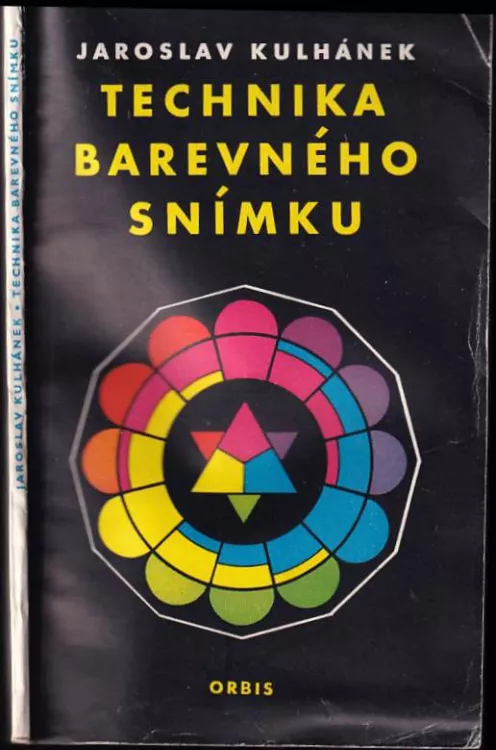 JAROSLAV KULHÁNEK
TECHNIKA
BAREVNÉHO
SNÍMKU
ORBIS
JAROSLAV KULHÁNEK • TECHNIKA BAREVNÉHO SNÍMKU